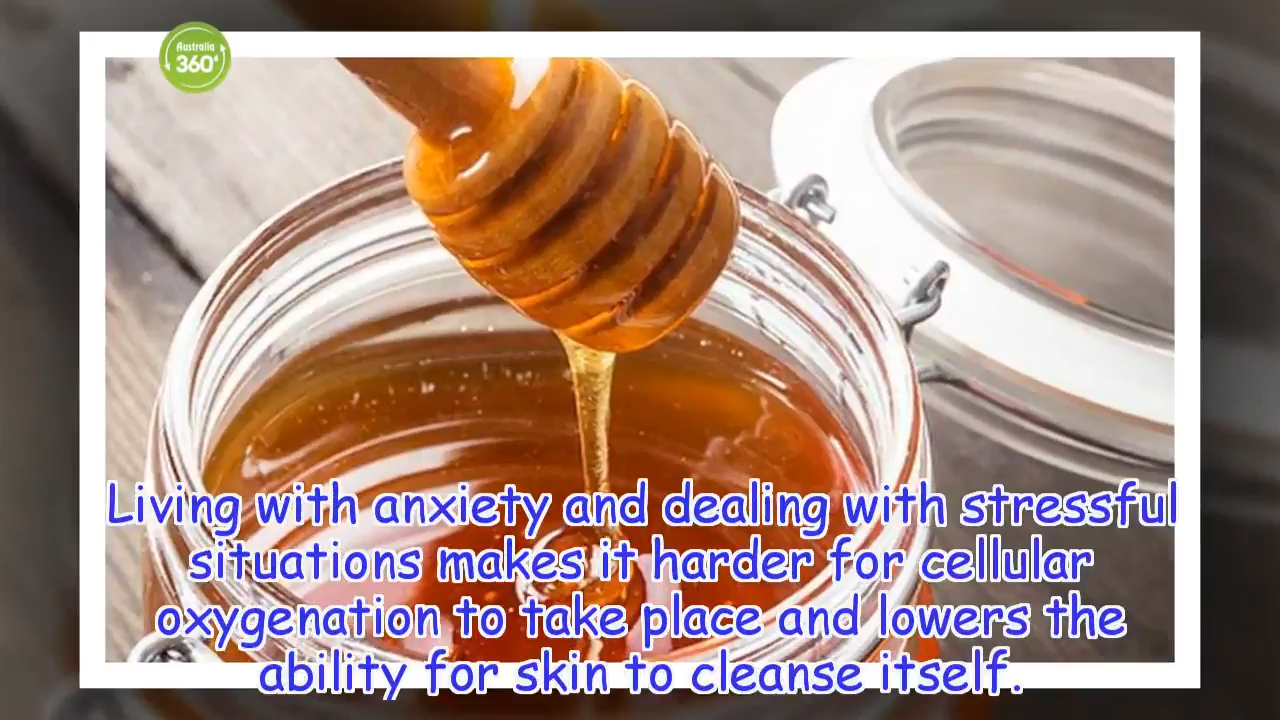 Australia
360°
Living with anxiety and dealing with stressful
situations makes it harder for cellular
oxygenation to take place and lowers the
ability for skin to cleanse itself.